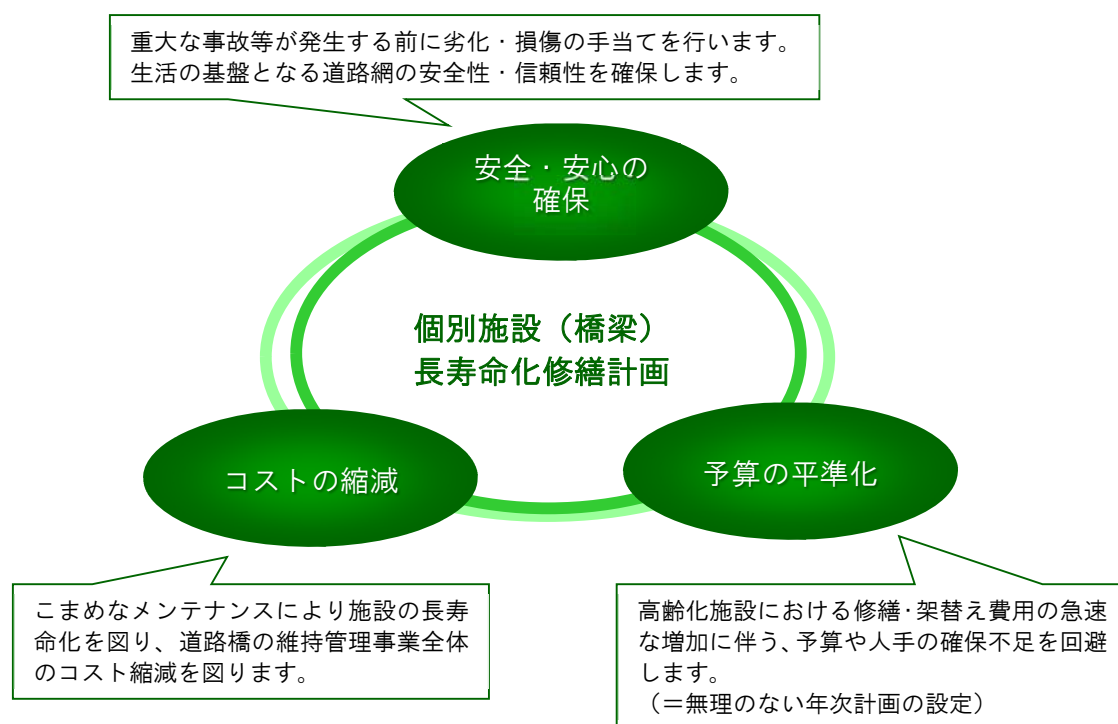 重大な事故等が発生する前に劣化・損傷の手当てを行います。
生活の基盤となる道路網の安全性・信頼性を確保します。
安全・安心の
確保
個別施設（橋梁）
長寿命化修繕計画
コストの縮減
予算の平準化
こまめなメンテナンスにより施設の長寿
命化を図り、道路橋の維持管理事業全体
のコスト縮減を図ります。
高齢化施設における修繕･架替え費用の急速
な増加に伴う、予算や人手の確保不足を回避
します。
（＝無理のない年次計画の設定）